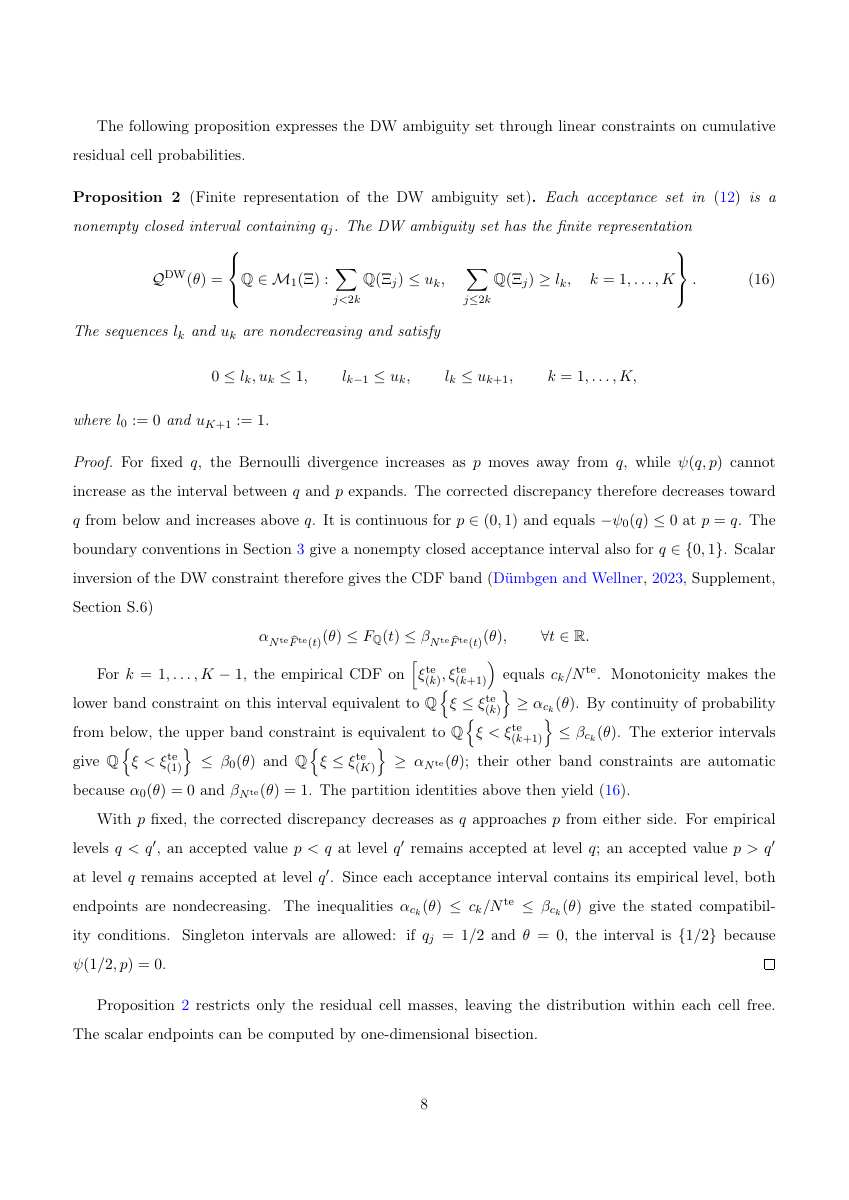 The following proposition expresses the DW ambiguity set through linear constraints on cumulative
residual cell probabilities.
Proposition 2 (Finite representation of the DW ambiguity set). Each acceptance set in (12) is a
nonempty closed interval containing q_j. The DW ambiguity set has the finite representation
𝒬^{DW}(θ) = { ℚ ∈ ℳ_1(Ξ) : ∑_{j<2k} ℚ(Ξ_j) ≤ u_k, ∑_{j≤2k} ℚ(Ξ_j) ≥ l_k, k = 1, . . . , K } . (16)
The sequences l_k and u_k are nondecreasing and satisfy
0 ≤ l_k, u_k ≤ 1, l_{k−1} ≤ u_k, l_k ≤ u_{k+1}, k = 1, . . . , K,
where l_0 := 0 and u_{K+1} := 1.
Proof. For fixed q, the Bernoulli divergence increases as p moves away from q, while ψ(q, p) cannot
increase as the interval between q and p expands. The corrected discrepancy therefore decreases toward
q from below and increases above q. It is continuous for p ∈ (0, 1) and equals −ψ_0(q) ≤ 0 at p = q. The
boundary conventions in Section 3 give a nonempty closed acceptance interval also for q ∈ {0, 1}. Scalar
inversion of the DW constraint therefore gives the CDF band (Dümbgen and Wellner, 2023, Supplement,
Section S.6)
α_{N^{te}F̂^{te}(t)}(θ) ≤ F_ℚ(t) ≤ β_{N^{te}F̂^{te}(t)}(θ), ∀t ∈ ℝ.
For k = 1, . . . , K − 1, the empirical CDF on [ξ^{te}_{(k)}, ξ^{te}_{(k+1)}) equals c_k/N^{te}. Monotonicity makes the
lower band constraint on this interval equivalent to ℚ{ξ ≤ ξ^{te}_{(k)}} ≥ α_{c_k}(θ). By continuity of probability
from below, the upper band constraint is equivalent to ℚ{ξ < ξ^{te}_{(k+1)}} ≤ β_{c_k}(θ). The exterior intervals
give ℚ{ξ < ξ^{te}_{(1)}} ≤ β_0(θ) and ℚ{ξ ≤ ξ^{te}_{(K)}} ≥ α_{N^{te}}(θ); their other band constraints are automatic
because α_0(θ) = 0 and β_{N^{te}}(θ) = 1. The partition identities above then yield (16).
With p fixed, the corrected discrepancy decreases as q approaches p from either side. For empirical
levels q < q′, an accepted value p < q at level q′ remains accepted at level q; an accepted value p > q′
at level q remains accepted at level q′. Since each acceptance interval contains its empirical level, both
endpoints are nondecreasing. The inequalities α_{c_k}(θ) ≤ c_k/N^{te} ≤ β_{c_k}(θ) give the stated compatibil-
ity conditions. Singleton intervals are allowed: if q_j = 1/2 and θ = 0, the interval is {1/2} because
ψ(1/2, p) = 0. □
Proposition 2 restricts only the residual cell masses, leaving the distribution within each cell free.
The scalar endpoints can be computed by one-dimensional bisection.
8